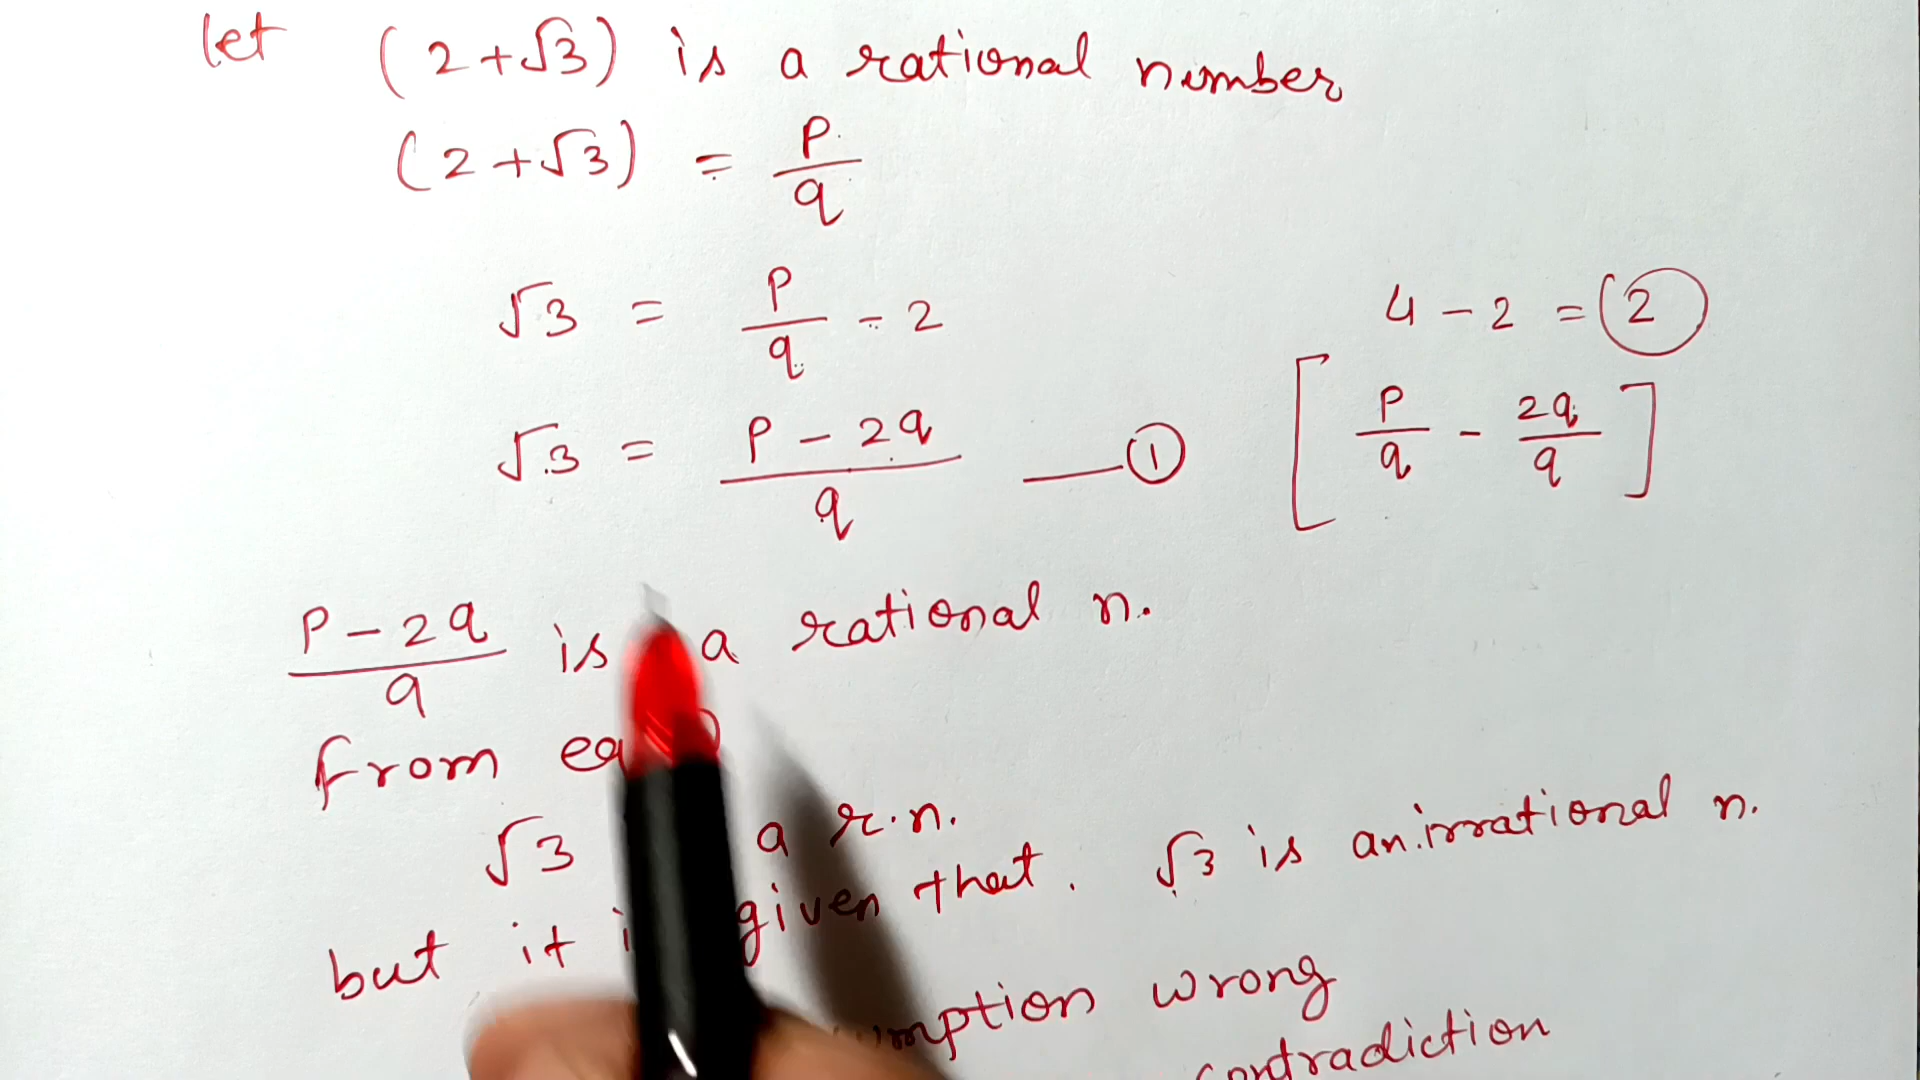 let (2+√3) is a rational number
(2+√3) = p/q
√3 = p/q - 2
4 - 2 = 2
√3 = (p - 2q)/q — ①
[p/q - 2q/q]
(p - 2q)/q is a rational n.
from
√3 a r.n.
but it given that. √3 is an irrational n.
wrong
contradiction